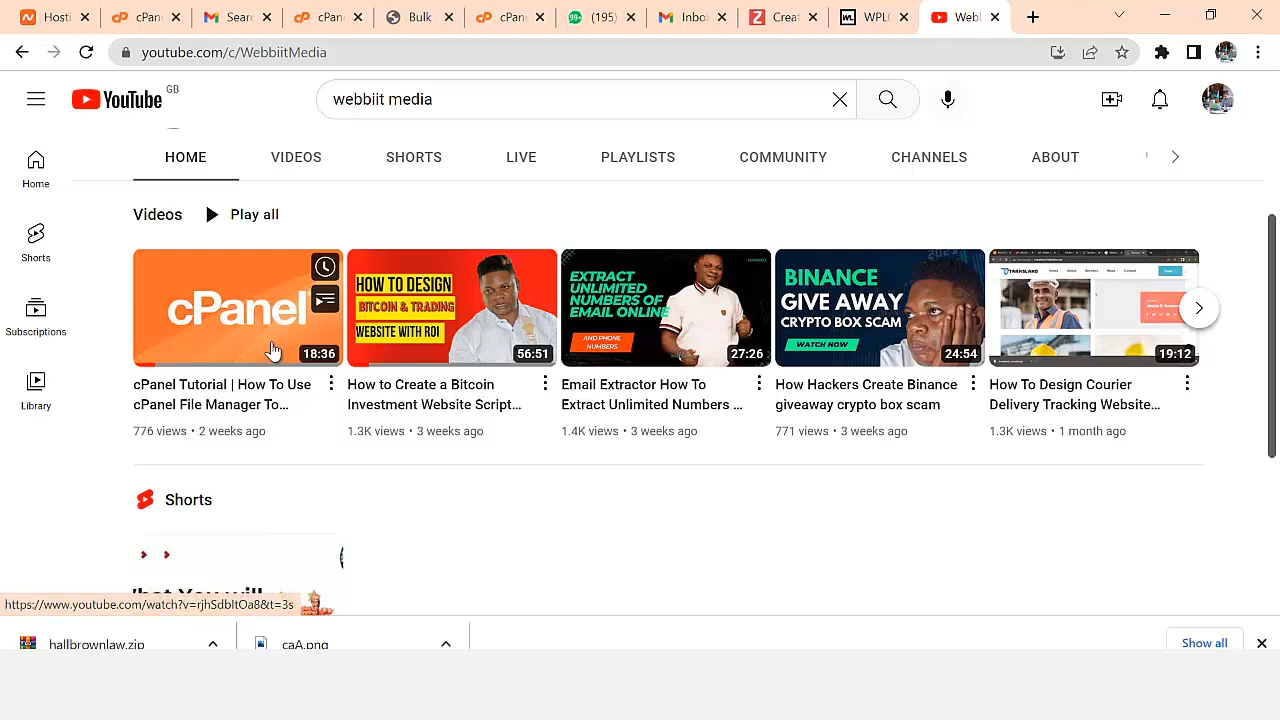 Hosti
cPan
Sear
cPan
Bulk
cPan
99+
(195)
Inbo
Creat
WPLO
Webl
youtube.com/c/WebbiitMedia
YouTube
GB
webbiit media
HOME VIDEOS SHORTS LIVE PLAYLISTS COMMUNITY CHANNELS ABOUT
Home
Shorts
Subscriptions
Library
Videos Play all
cPanel
18:36
cPanel Tutorial | How To Use
cPanel File Manager To...
776 views • 2 weeks ago
HOW TO DESIGN
BITCOIN & TRADING
WEBSITE WITH ROI
56:51
How to Create a Bitcoin
Investment Website Script...
1.3K views • 3 weeks ago
EXTRACT
UNLIMITED
NUMBERS OF
EMAIL ONLINE
AND PHONE
NUMBERS
27:26
Email Extractor How To
Extract Unlimited Numbers ...
1.4K views • 3 weeks ago
BINANCE
GIVE AWAY
CRYPTO BOX SCAM
WATCH NOW
24:54
How Hackers Create Binance
giveaway crypto box scam
771 views • 3 weeks ago
TRANSLAND
19:12
How To Design Courier
Delivery Tracking Website...
1.3K views • 1 month ago
Shorts
https://www.youtube.com/watch?v=rjhSdbItOa8&t=3s
hallbrownlaw.zip
caA.png
Show all